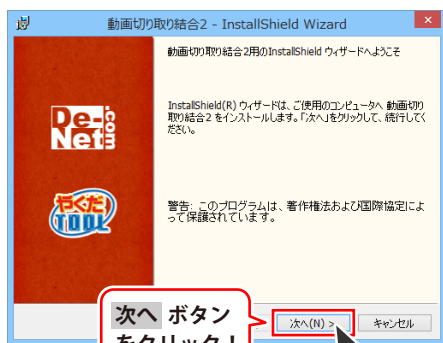 動画切り取り結合2 - InstallShield Wizard
動画切り取り結合2用のInstallShield ウィザードへようこそ
De-Net.com
InstallShield(R) ウィザードは、ご使用のコンピュータへ 動画切り
取り結合2 をインストールします。「次へ」をクリックして、続行してく
ださい。
やくだ!
TOOL
警告: このプログラムは、著作権法および国際協定によ
って保護されています。
次へ ボタン
をクリック!
次へ(N) >
キャンセル